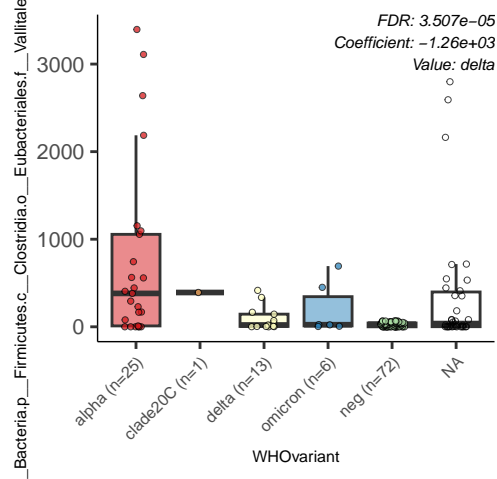 FDR: 3.507e−05
Coefficient: −1.26e+03
Value: delta
_Bacteria.p__Firmicutes.c__Clostridia.o__Eubacteriales.f__Vallitale
3000
2000
1000
0
alpha (n=25)
clade20C (n=1)
delta (n=13)
omicron (n=6)
neg (n=72)
NA
WHOvariant